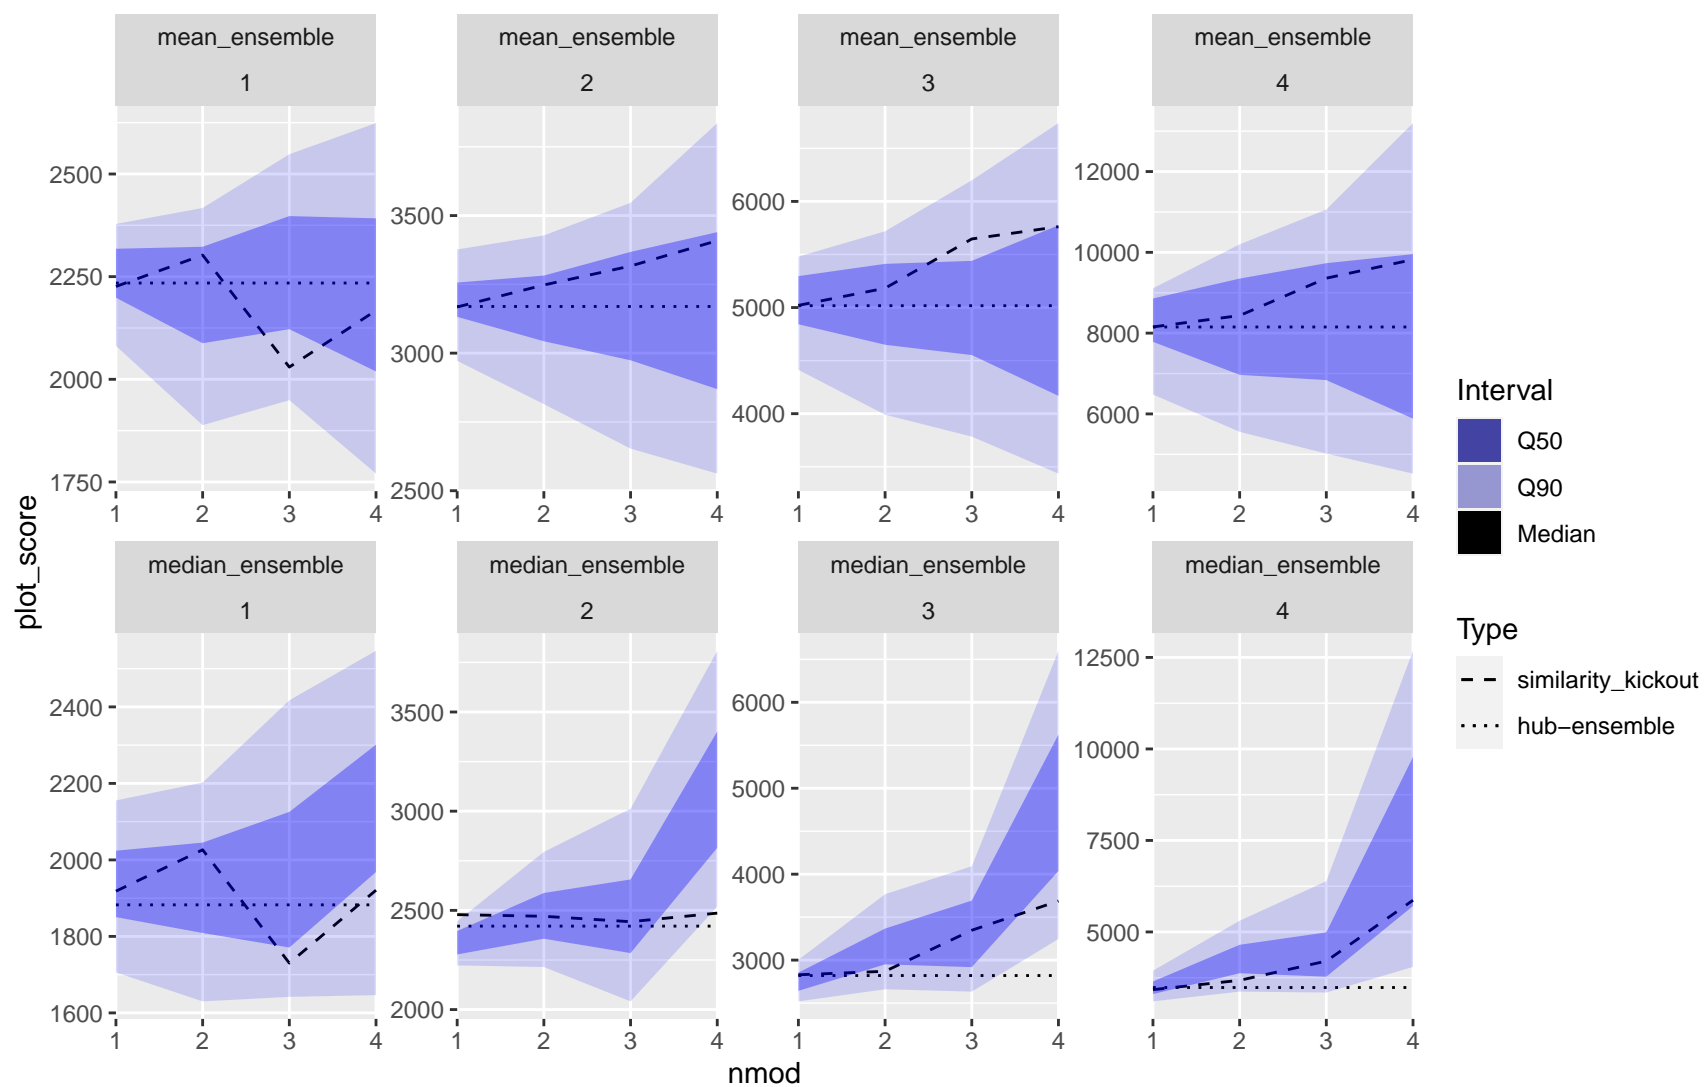 mean_ensemble
1
mean_ensemble
2
mean_ensemble
3
mean_ensemble
4
2500
2250
2000
1750
1 2 3 4
3500
3000
2500
1 2 3 4
6000
5000
4000
1 2 3 4
12000
10000
8000
6000
1 2 3 4
median_ensemble
1
median_ensemble
2
median_ensemble
3
median_ensemble
4
2400
2200
2000
1800
1600
1 2 3 4
3500
3000
2500
2000
1 2 3 4
6000
5000
4000
3000
1 2 3 4
12500
10000
7500
5000
1 2 3 4
plot_score
nmod
Interval
Q50
Q90
Median
Type
similarity_kickout
hub−ensemble